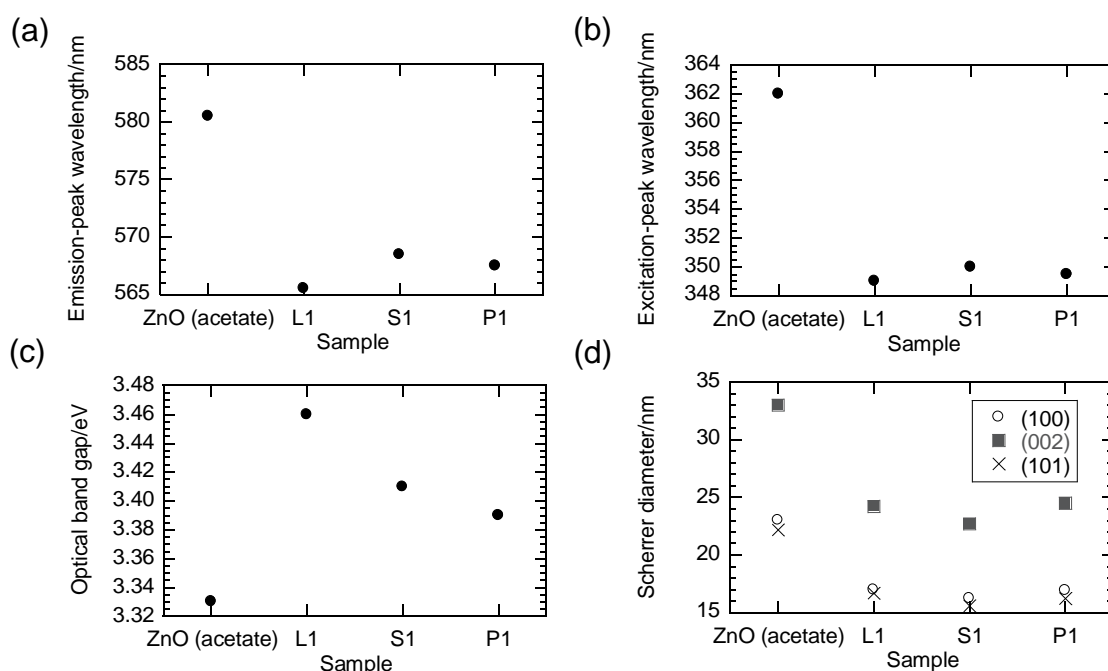 (a)
Emission-peak wavelength/nm
585
580
575
570
565
ZnO (acetate) L1 S1 P1
Sample
(b)
Excitation-peak wavelength/nm
364
362
360
358
356
354
352
350
348
ZnO (acetate) L1 S1 P1
Sample
(c)
Optical band gap/eV
3.48
3.46
3.44
3.42
3.40
3.38
3.36
3.34
3.32
ZnO (acetate) L1 S1 P1
Sample
(d)
Scherrer diameter/nm
35
30
25
20
15
(100)
(002)
(101)
ZnO (acetate) L1 S1 P1
Sample